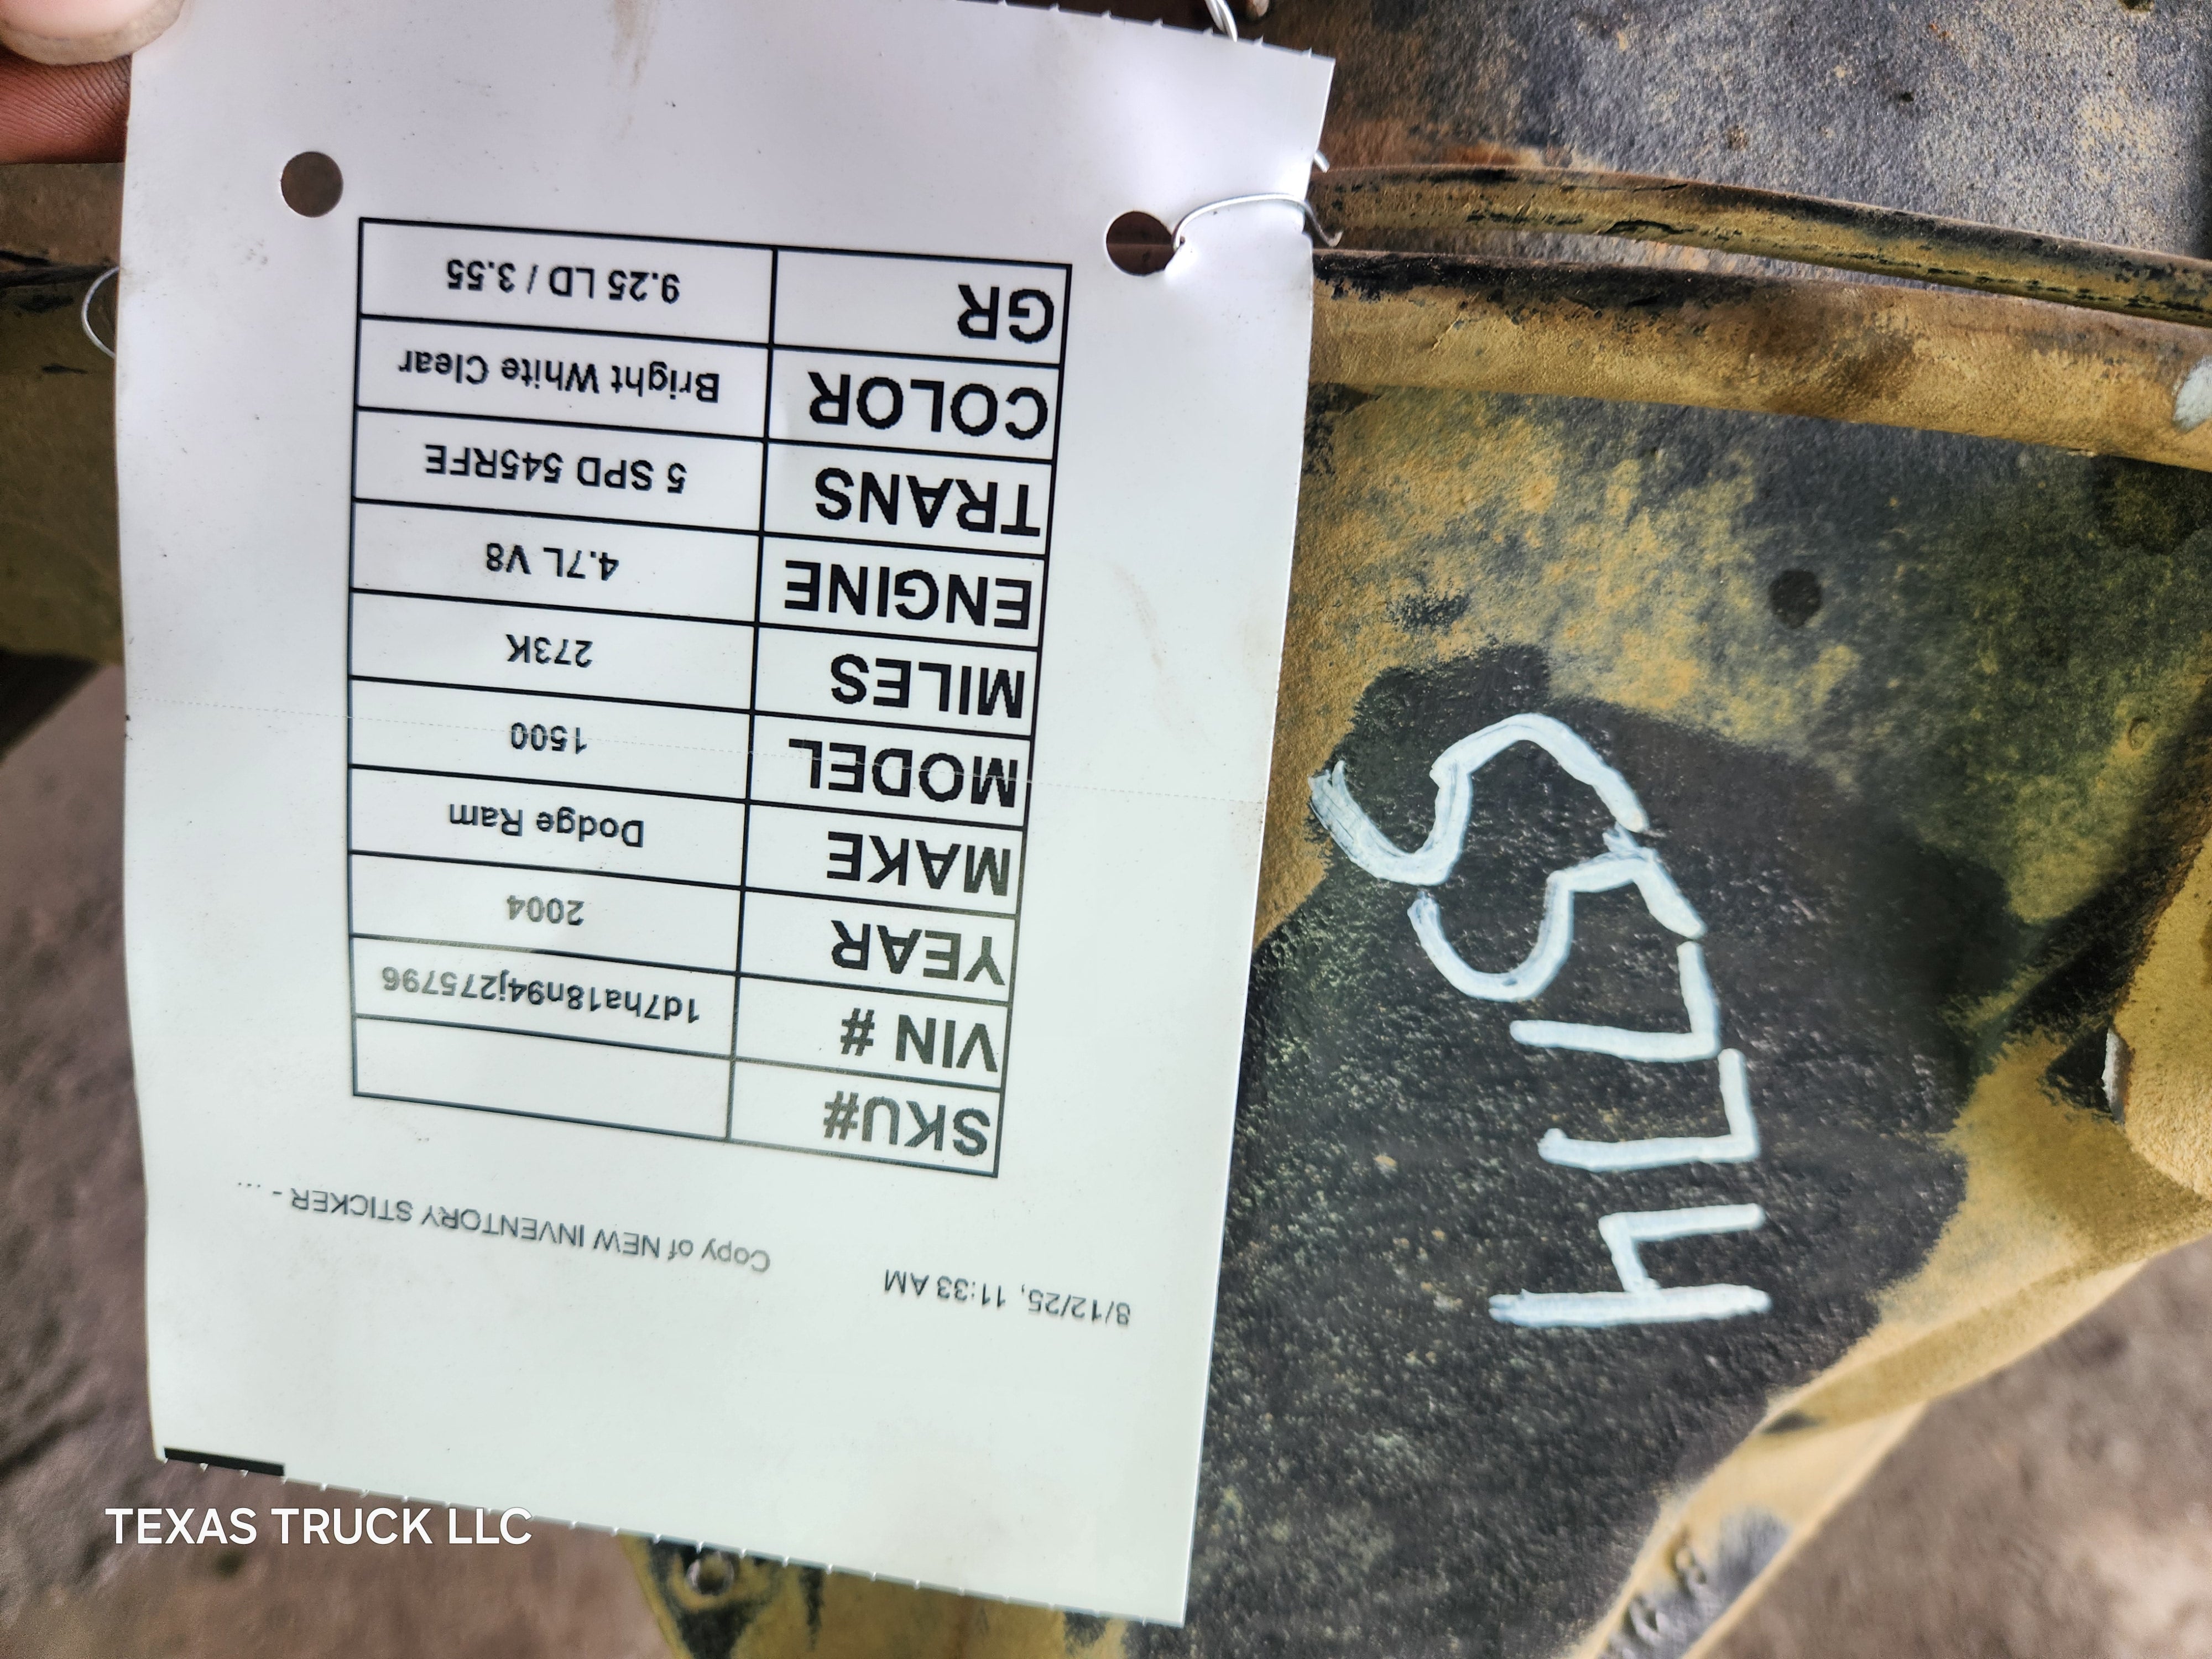 8/12/25, 11:33 AM Copy of NEW INVENTORY STICKER - ...
SKU#
VIN # 1d7ha18n94j275796
YEAR 2004
MAKE Dodge Ram
MODEL 1500
MILES 273K
ENGINE 4.7L V8
TRANS 5 SPD 545RFE
COLOR Bright White Clear
GR 9.25 LD / 3.55
S5774
TEXAS TRUCK LLC